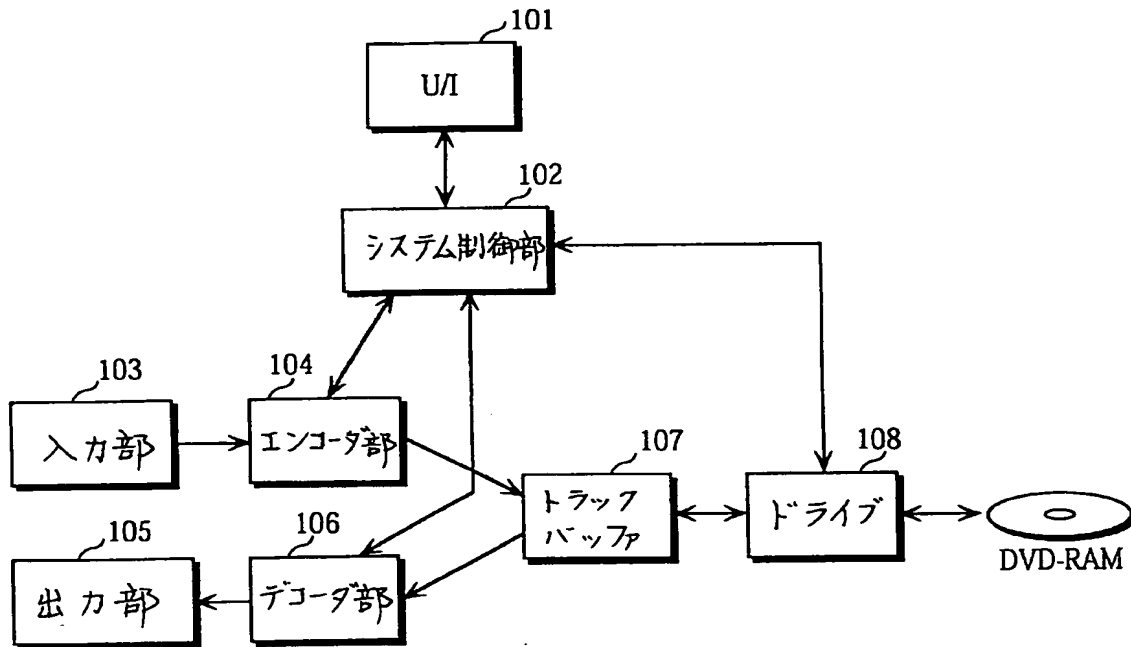 101
U/I
102
システム制御部
103
入力部
104
エンコーダ部
105
出力部
106
デコーダ部
107
トラック
バッファ
108
ドライブ
DVD-RAM